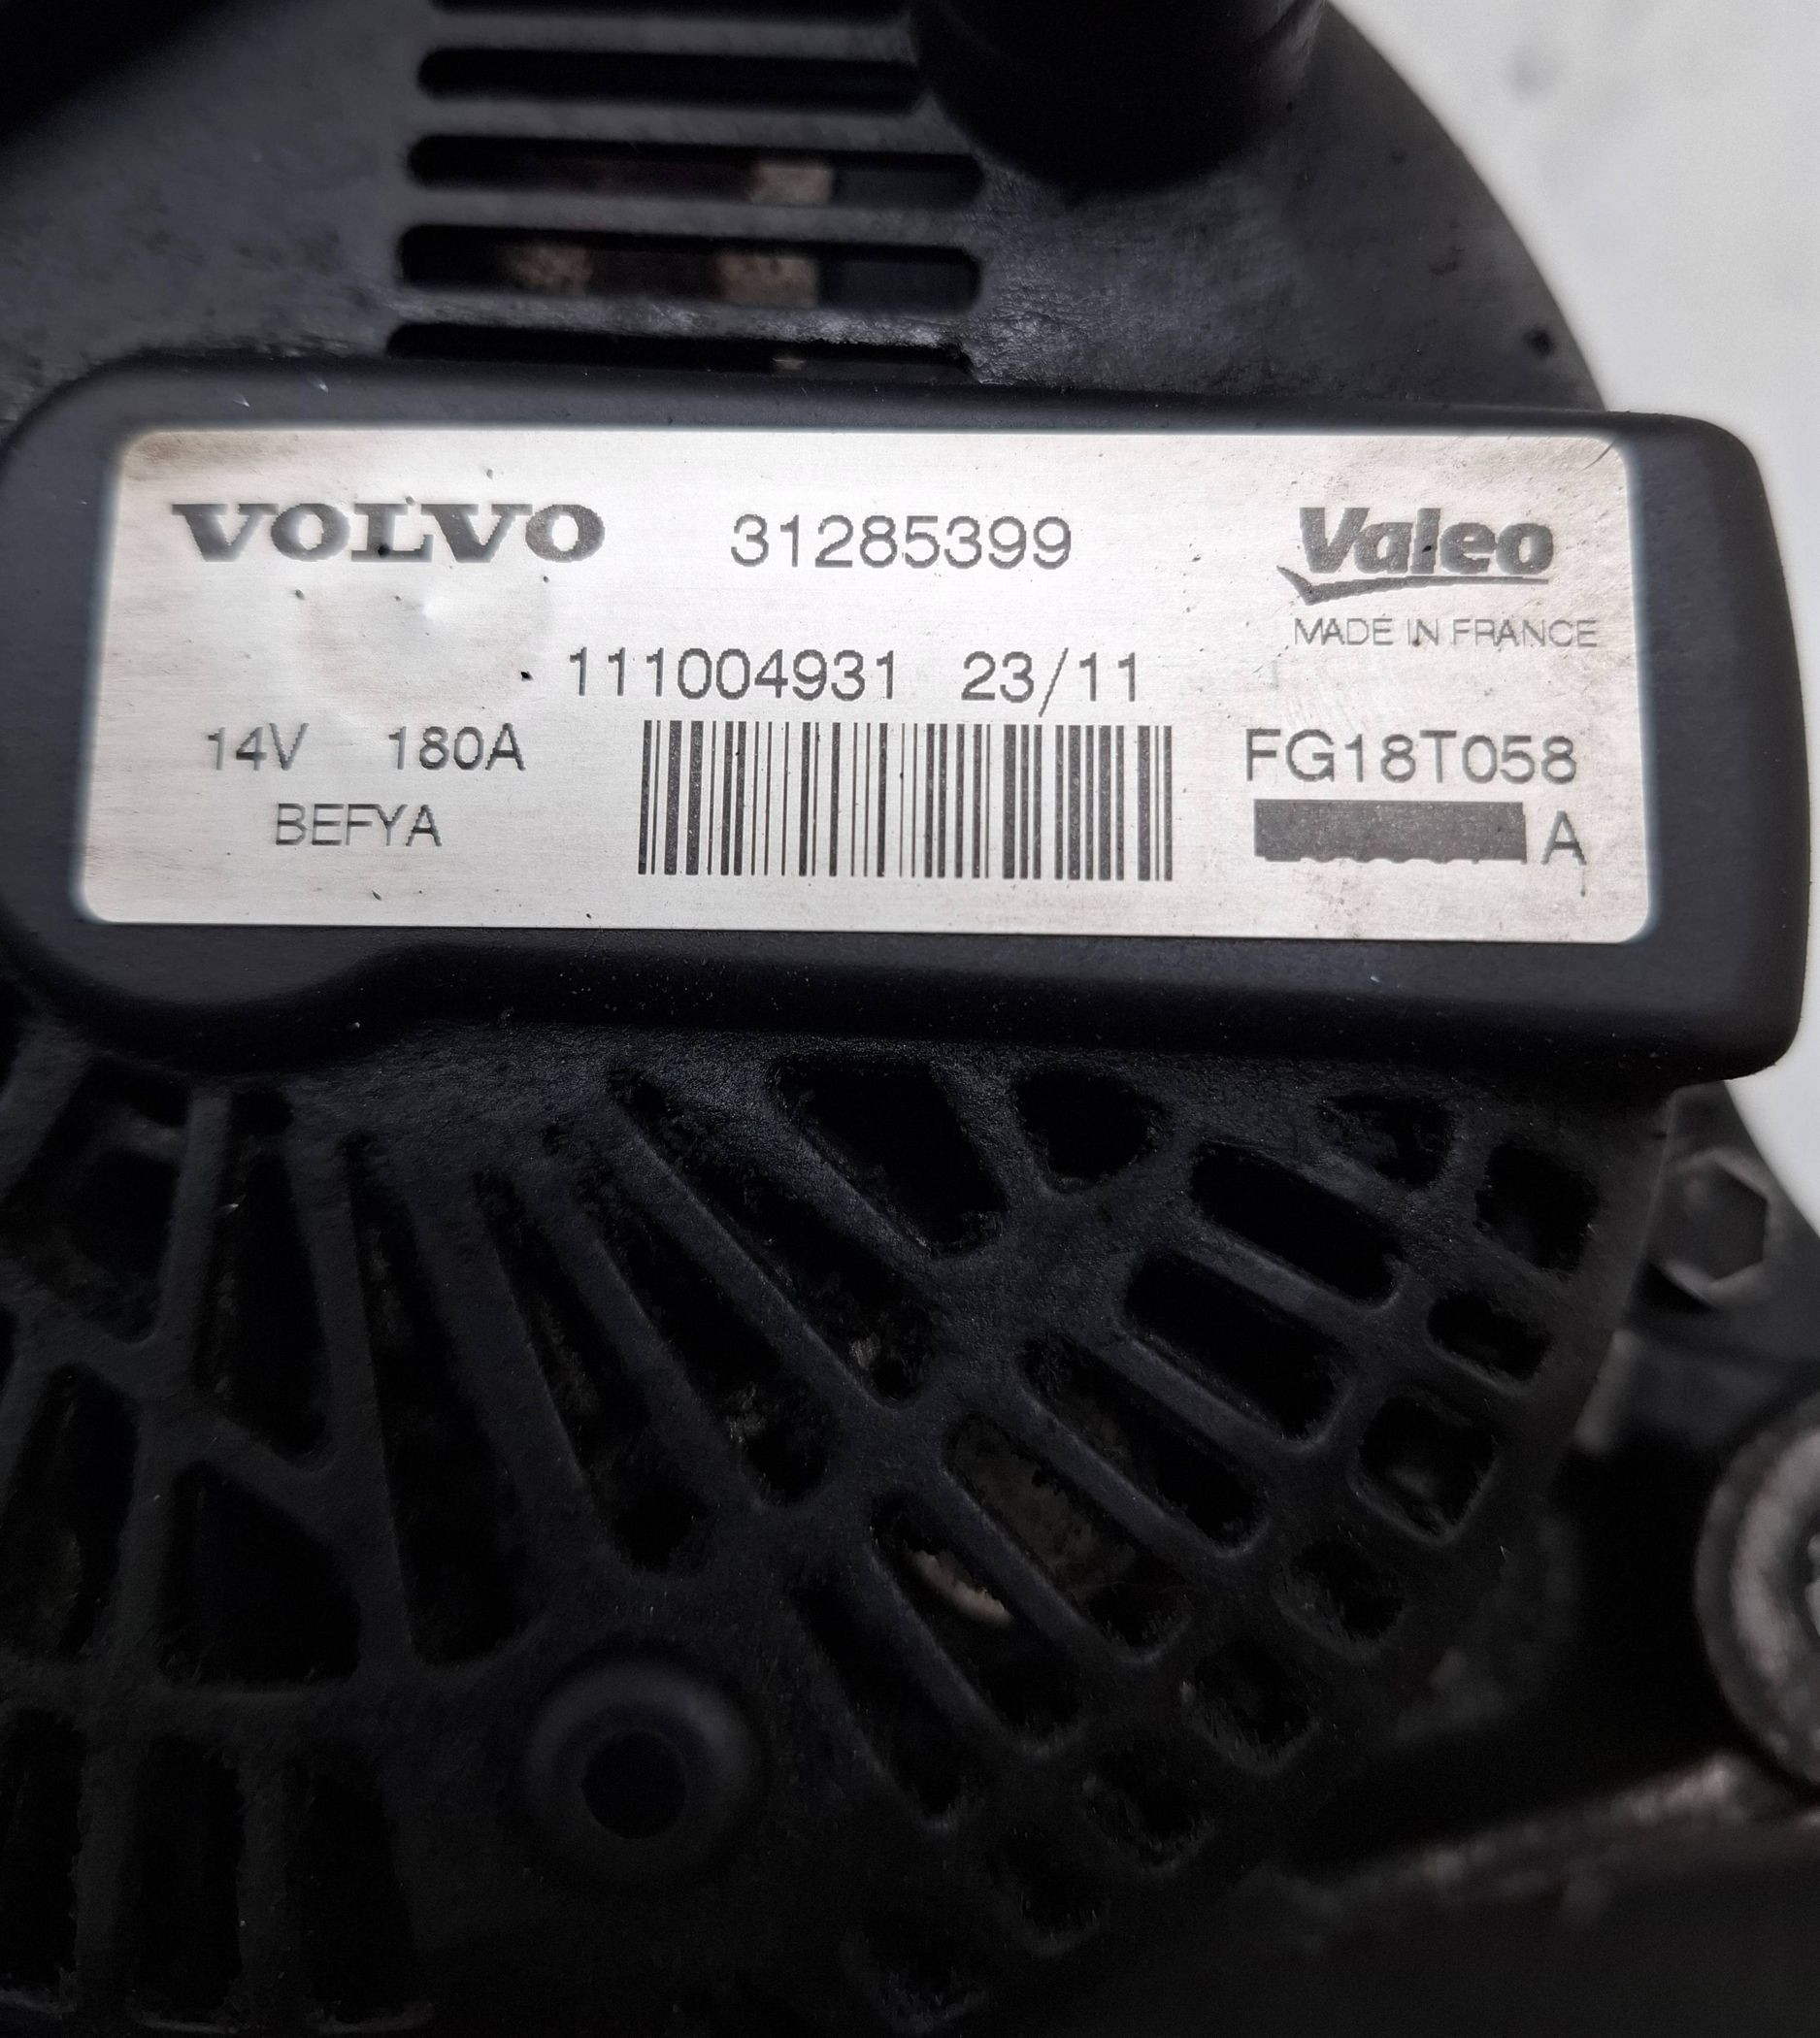 VOLVO 31285399 Valeo
MADE IN FRANCE
111004931 23/11
14V 180A FG18T058
BEFYA A